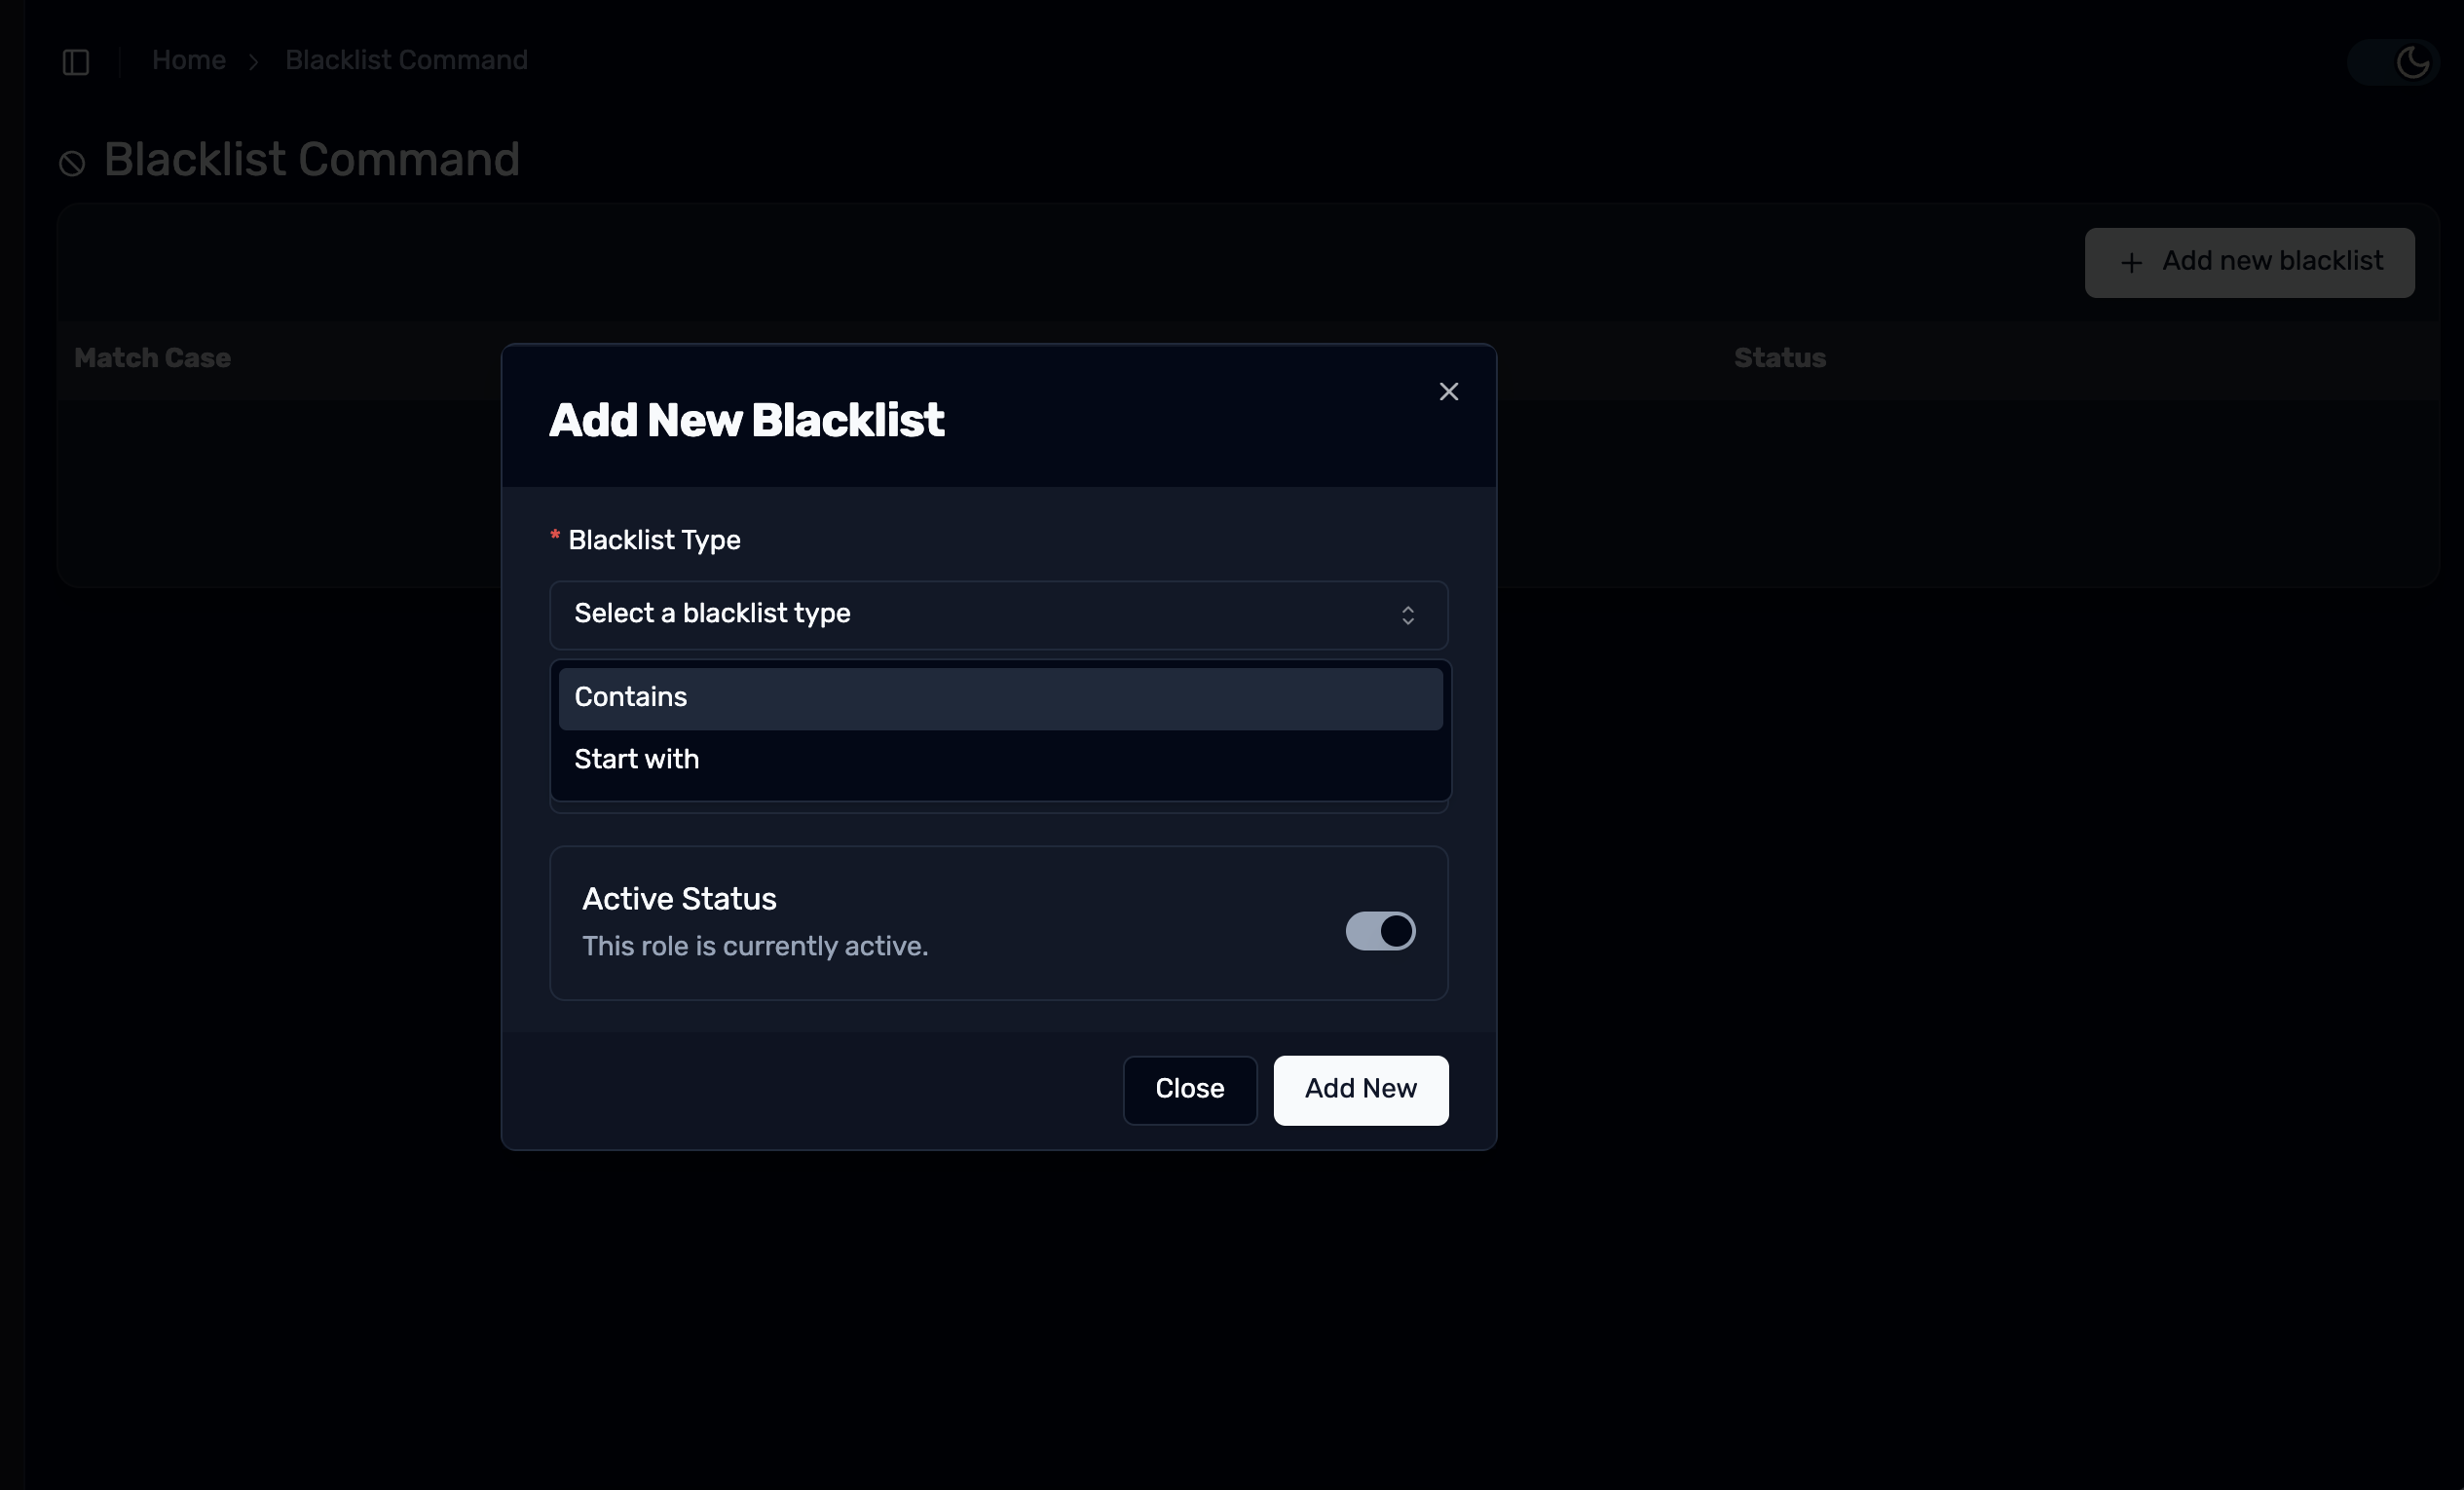 Home > Blacklist Command
Blacklist Command
+ Add new blacklist
Match Case
Status
Add New Blacklist
* Blacklist Type
Select a blacklist type
Contains
Start with
Active Status
This role is currently active.
Close
Add New